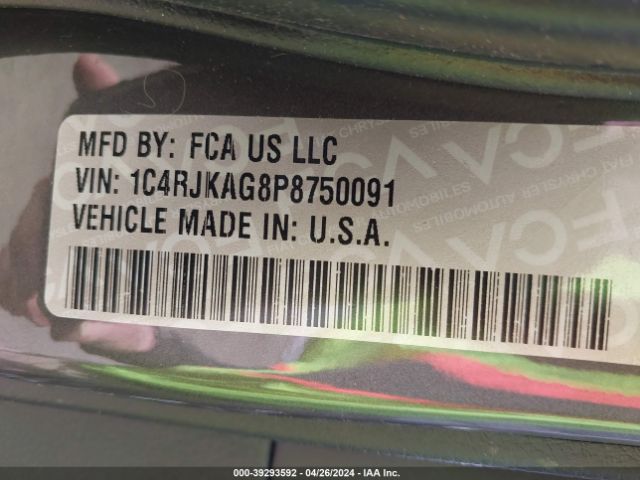 MFD BY: FCA US LLC
VIN: 1C4RJKAG8P8750091
VEHICLE MADE IN: U.S.A.
000-39293592 - 04/26/2024 - IAA Inc.